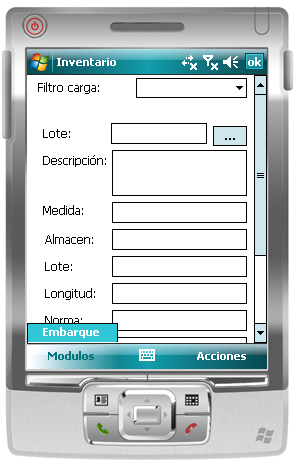 Inventario
ok
Filtro carga:
Lote:
...
Descripción:
Medida:
Almacen:
Lote:
Longitud:
Norma:
Embarque
Modulos
Acciones